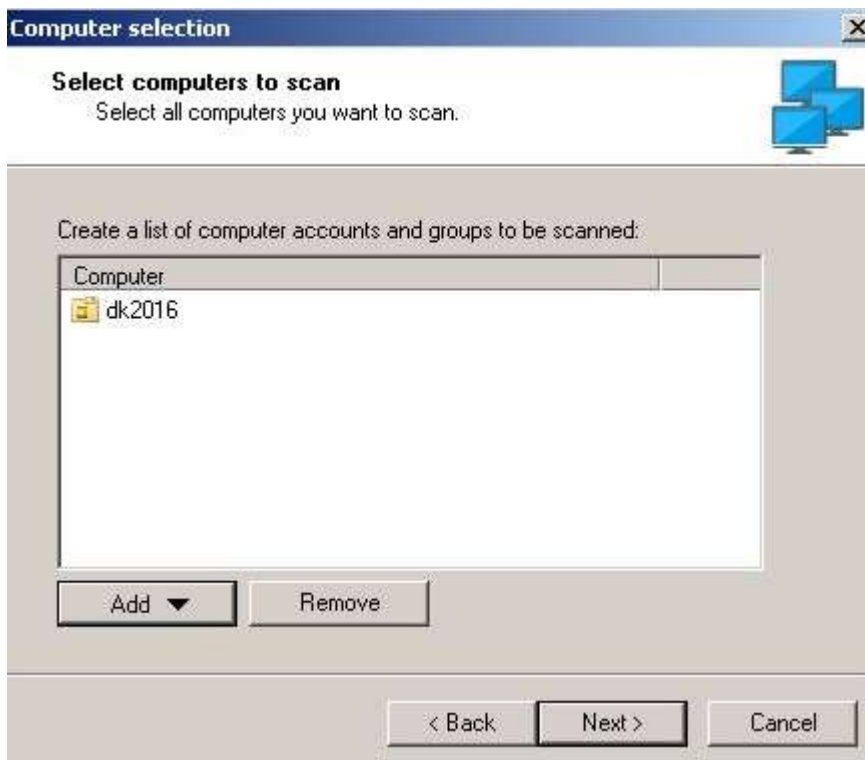 Computer selection
Select computers to scan
Select all computers you want to scan.
Create a list of computer accounts and groups to be scanned:
Computer
dk2016
Add
Remove
< Back
Next >
Cancel